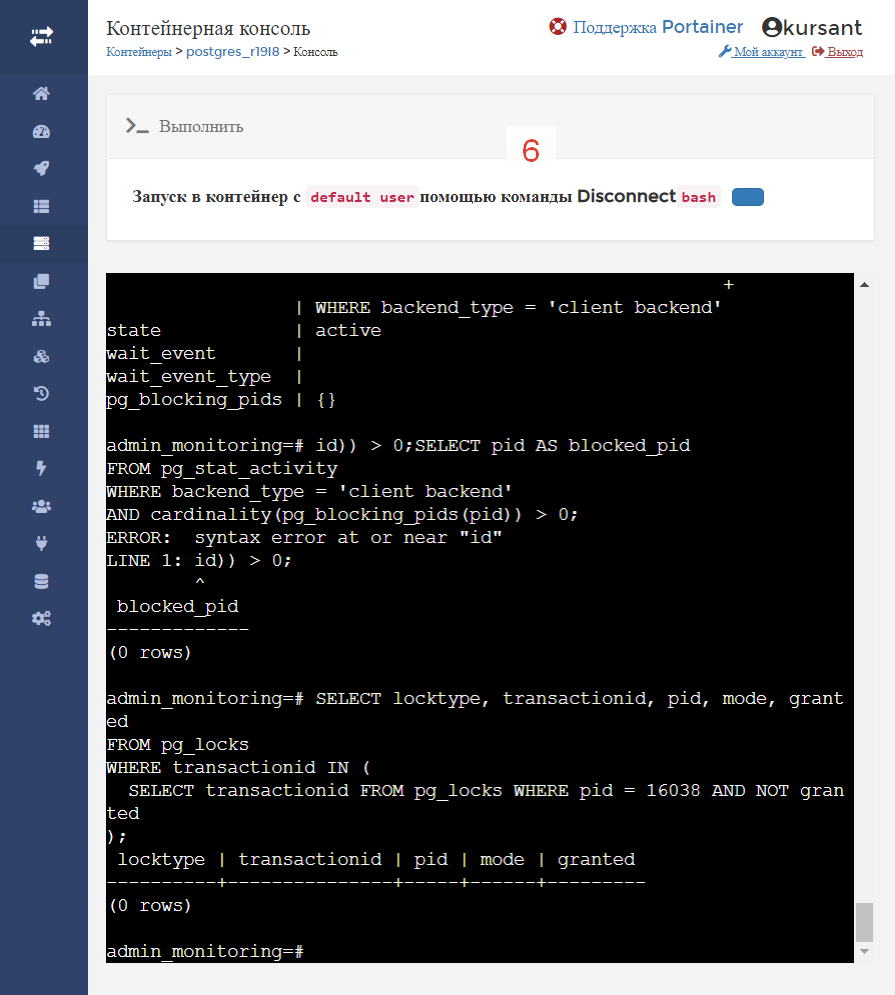 Контейнерная консоль
Поддержка Portainer kursant
Контейнеры > postgres_r19l8 > Консоль
Мой аккаунт Выход
Выполнить
6
Запуск в контейнер с default user помощью команды Disconnect bash
+
| WHERE backend_type = 'client backend'
state | active
wait_event |
wait_event_type |
pg_blocking_pids | {}
admin_monitoring=# id)) > 0;SELECT pid AS blocked_pid
FROM pg_stat_activity
WHERE backend_type = 'client backend'
AND cardinality(pg_blocking_pids(pid)) > 0;
ERROR:  syntax error at or near "id"
LINE 1: id)) > 0;
^
blocked_pid
-------------
(0 rows)
admin_monitoring=# SELECT locktype, transactionid, pid, mode, grant
ed
FROM pg_locks
WHERE transactionid IN (
SELECT transactionid FROM pg_locks WHERE pid = 16038 AND NOT gran
ted
);
locktype | transactionid | pid | mode | granted
----------+---------------+-----+------+---------
(0 rows)
admin_monitoring=#